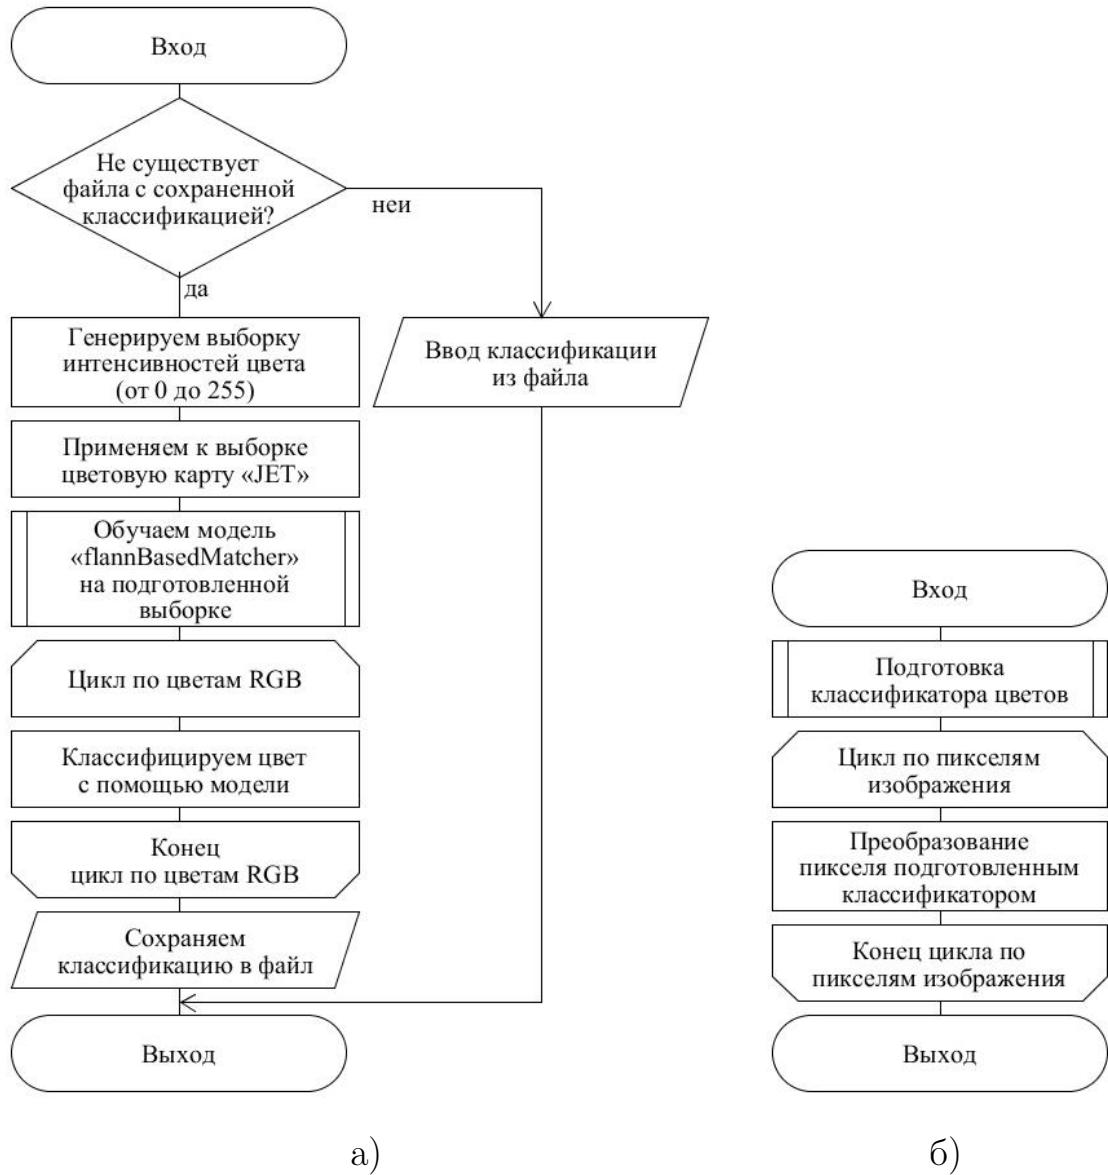 Вход
Не существует
файла с сохраненной
классификацией?
неи
да
Генерируем выборку
интенсивностей цвета
(от 0 до 255)
Ввод классификации
из файла
Применяем к выборке
цветовую карту «JET»
Обучаем модель
«flannBasedMatcher»
на подготовленной
выборке
Цикл по цветам RGB
Классифицируем цвет
с помощью модели
Конец
цикл по цветам RGB
Сохраняем
классификацию в файл
Выход
а)
Вход
Подготовка
классификатора цветов
Цикл по пикселям
изображения
Преобразование
пикселя подготовленным
классификатором
Конец цикла по
пикселям изображения
Выход
б)